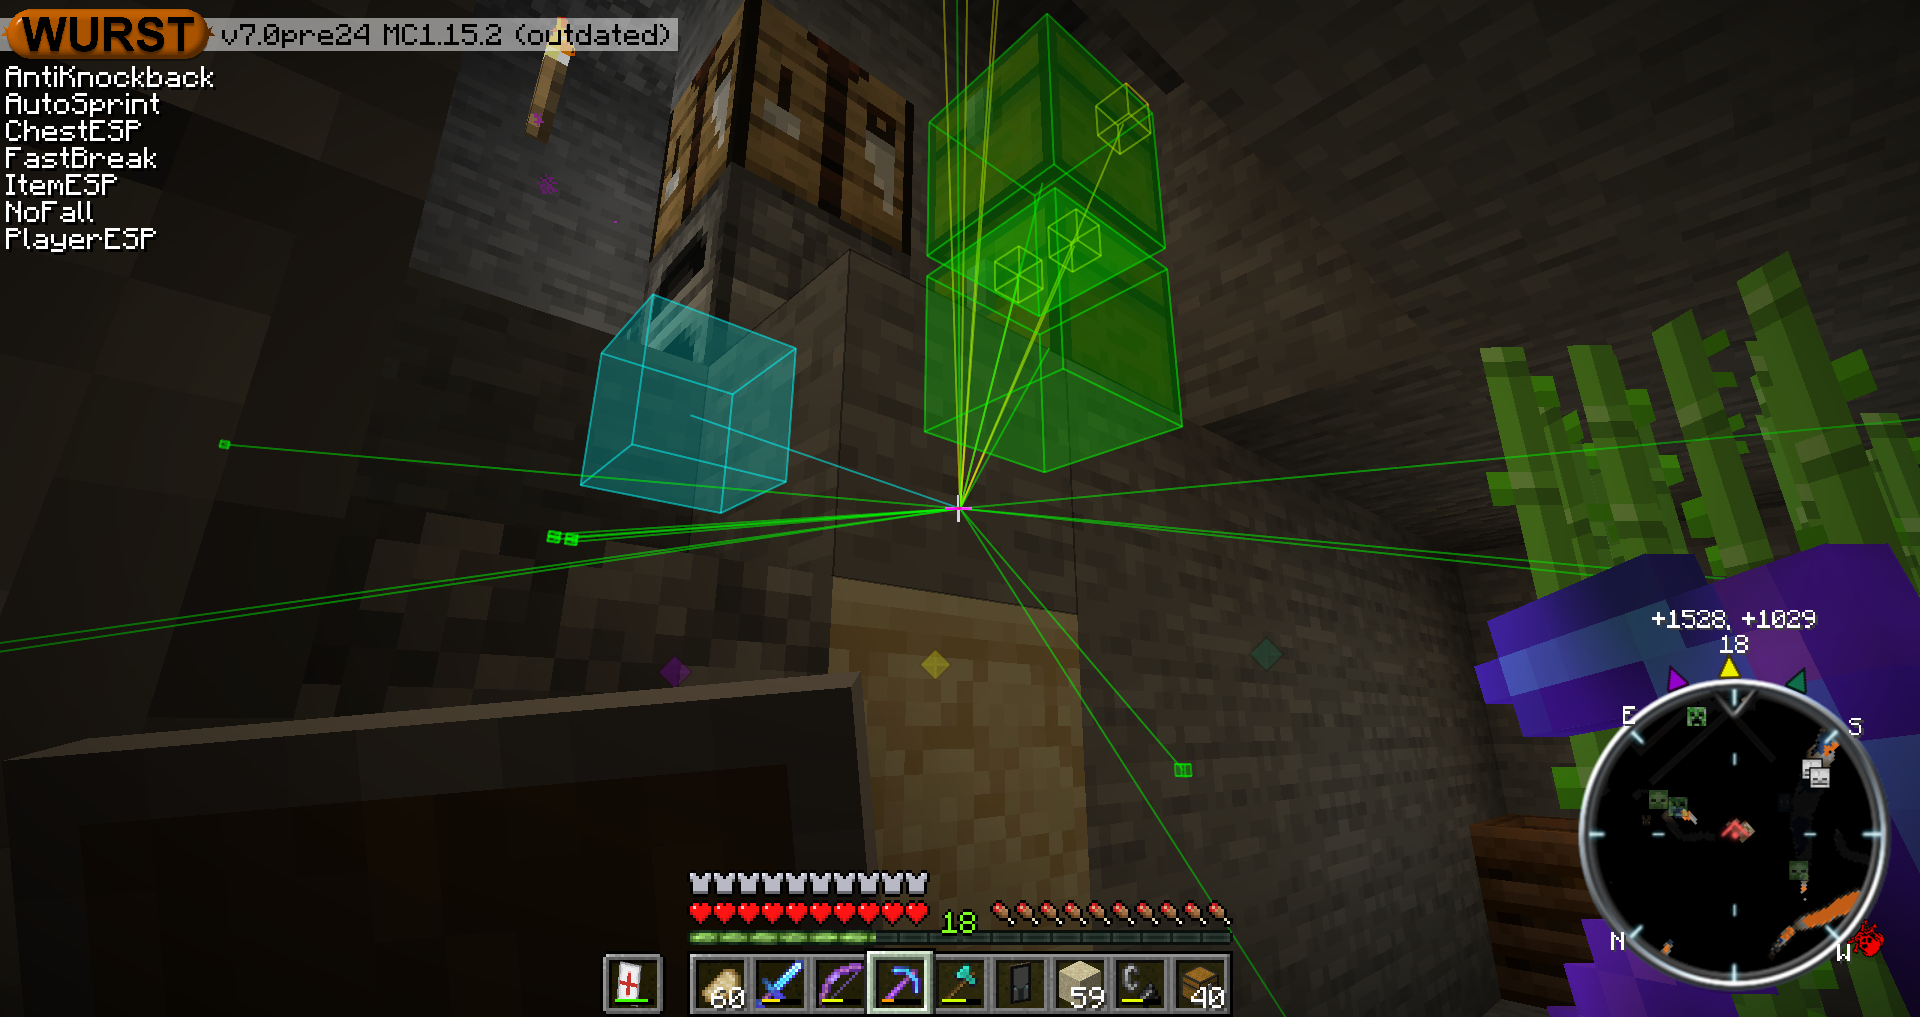 WURST v7.0pre24 MC1.15.2 (outdated)
AntiKnockback
AutoSprint
ChestESP
FastBreak
ItemESP
NoFall
PlayerESP
+1528, +1029
18
E
S
N
W
18
60
59
40